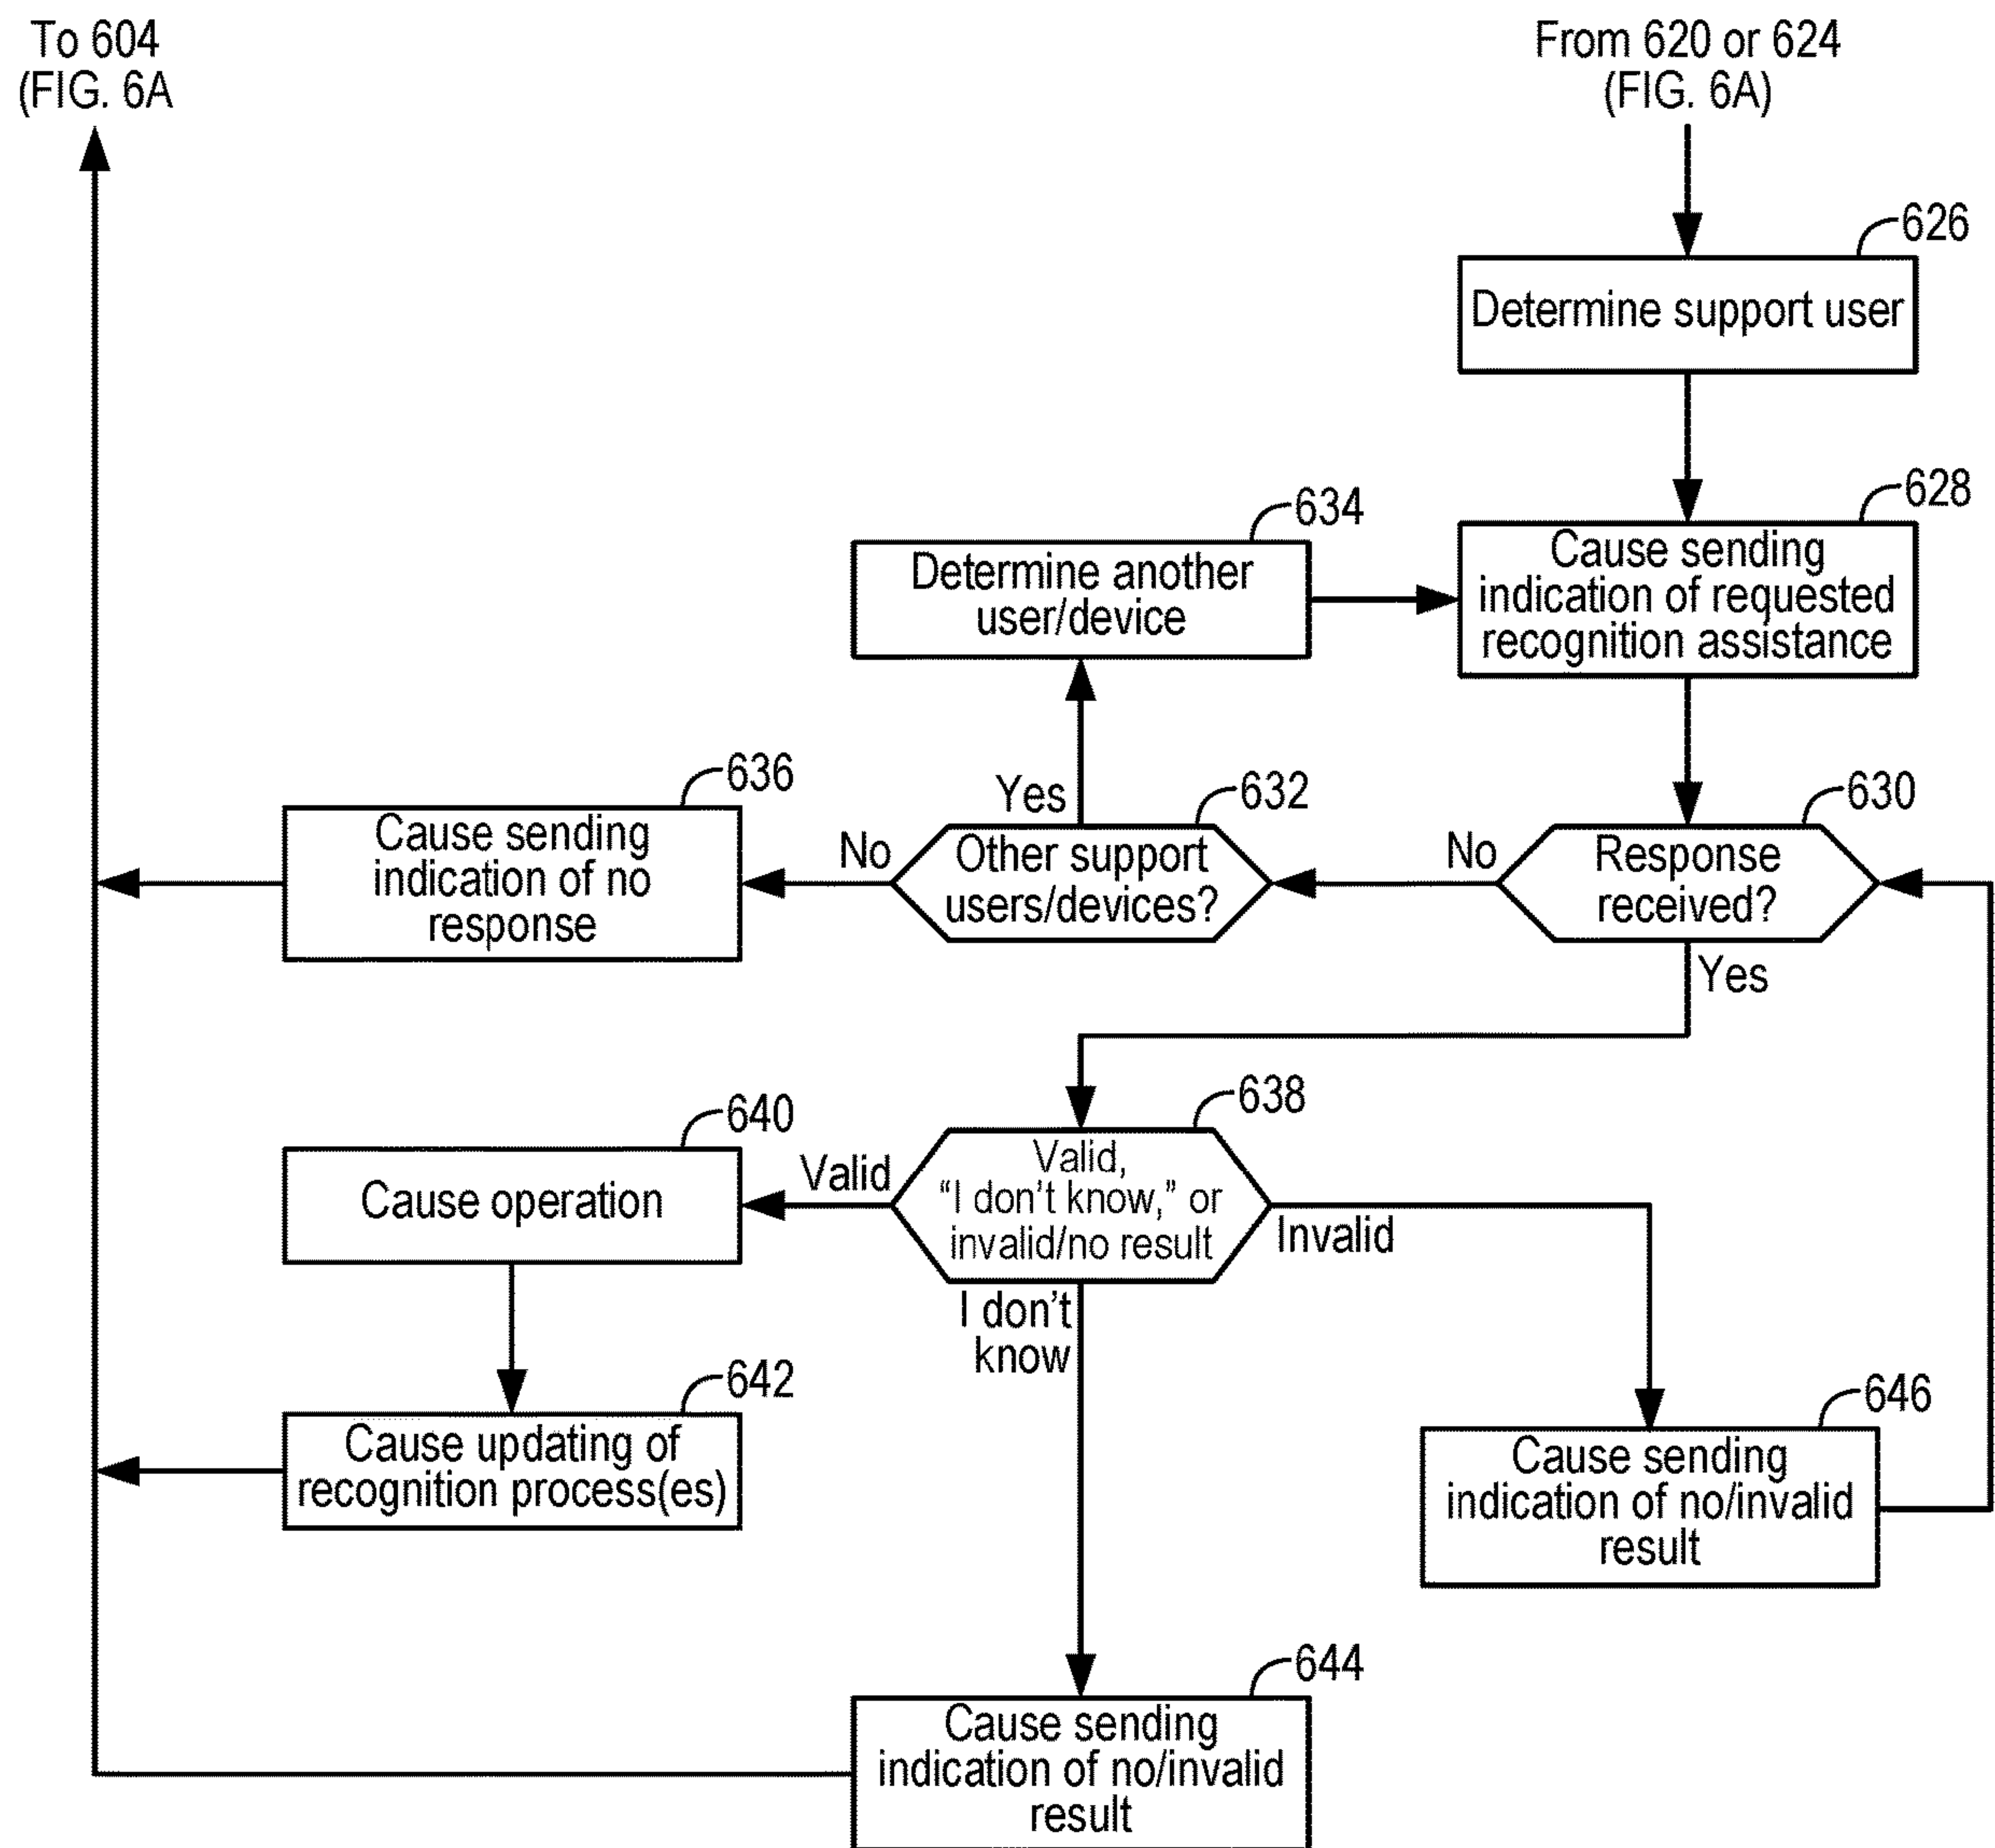 To 604
(FIG. 6A
From 620 or 624
(FIG. 6A)
626
Determine support user
628
Cause sending
indication of requested
recognition assistance
634
Determine another
user/device
636
Cause sending
indication of no
response
Yes
632
No
Other support
users/devices?
630
No
Response
received?
Yes
640
Cause operation
638
Valid
Valid,
“I don’t know,” or
invalid/no result
Invalid
I don’t
know
642
Cause updating of
recognition process(es)
646
Cause sending
indication of no/invalid
result
644
Cause sending
indication of no/invalid
result